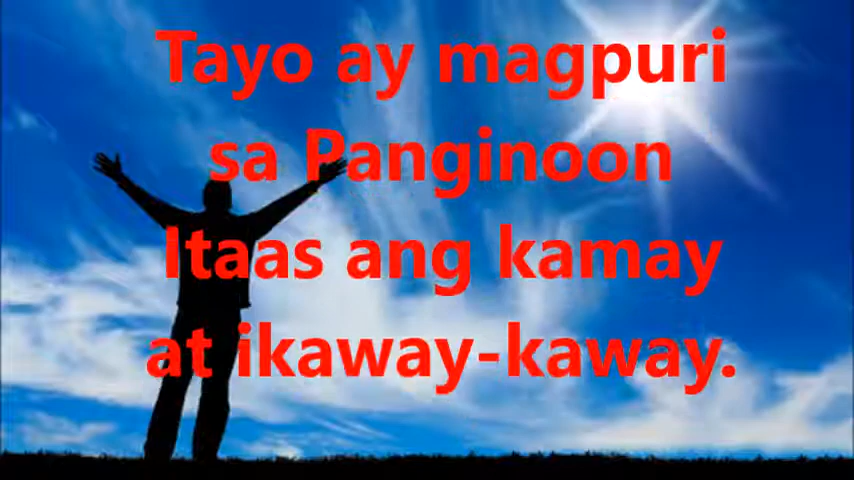 Tayo ay magpuri
sa Panginoon
Itaas ang kamay
at ikaway-kaway.